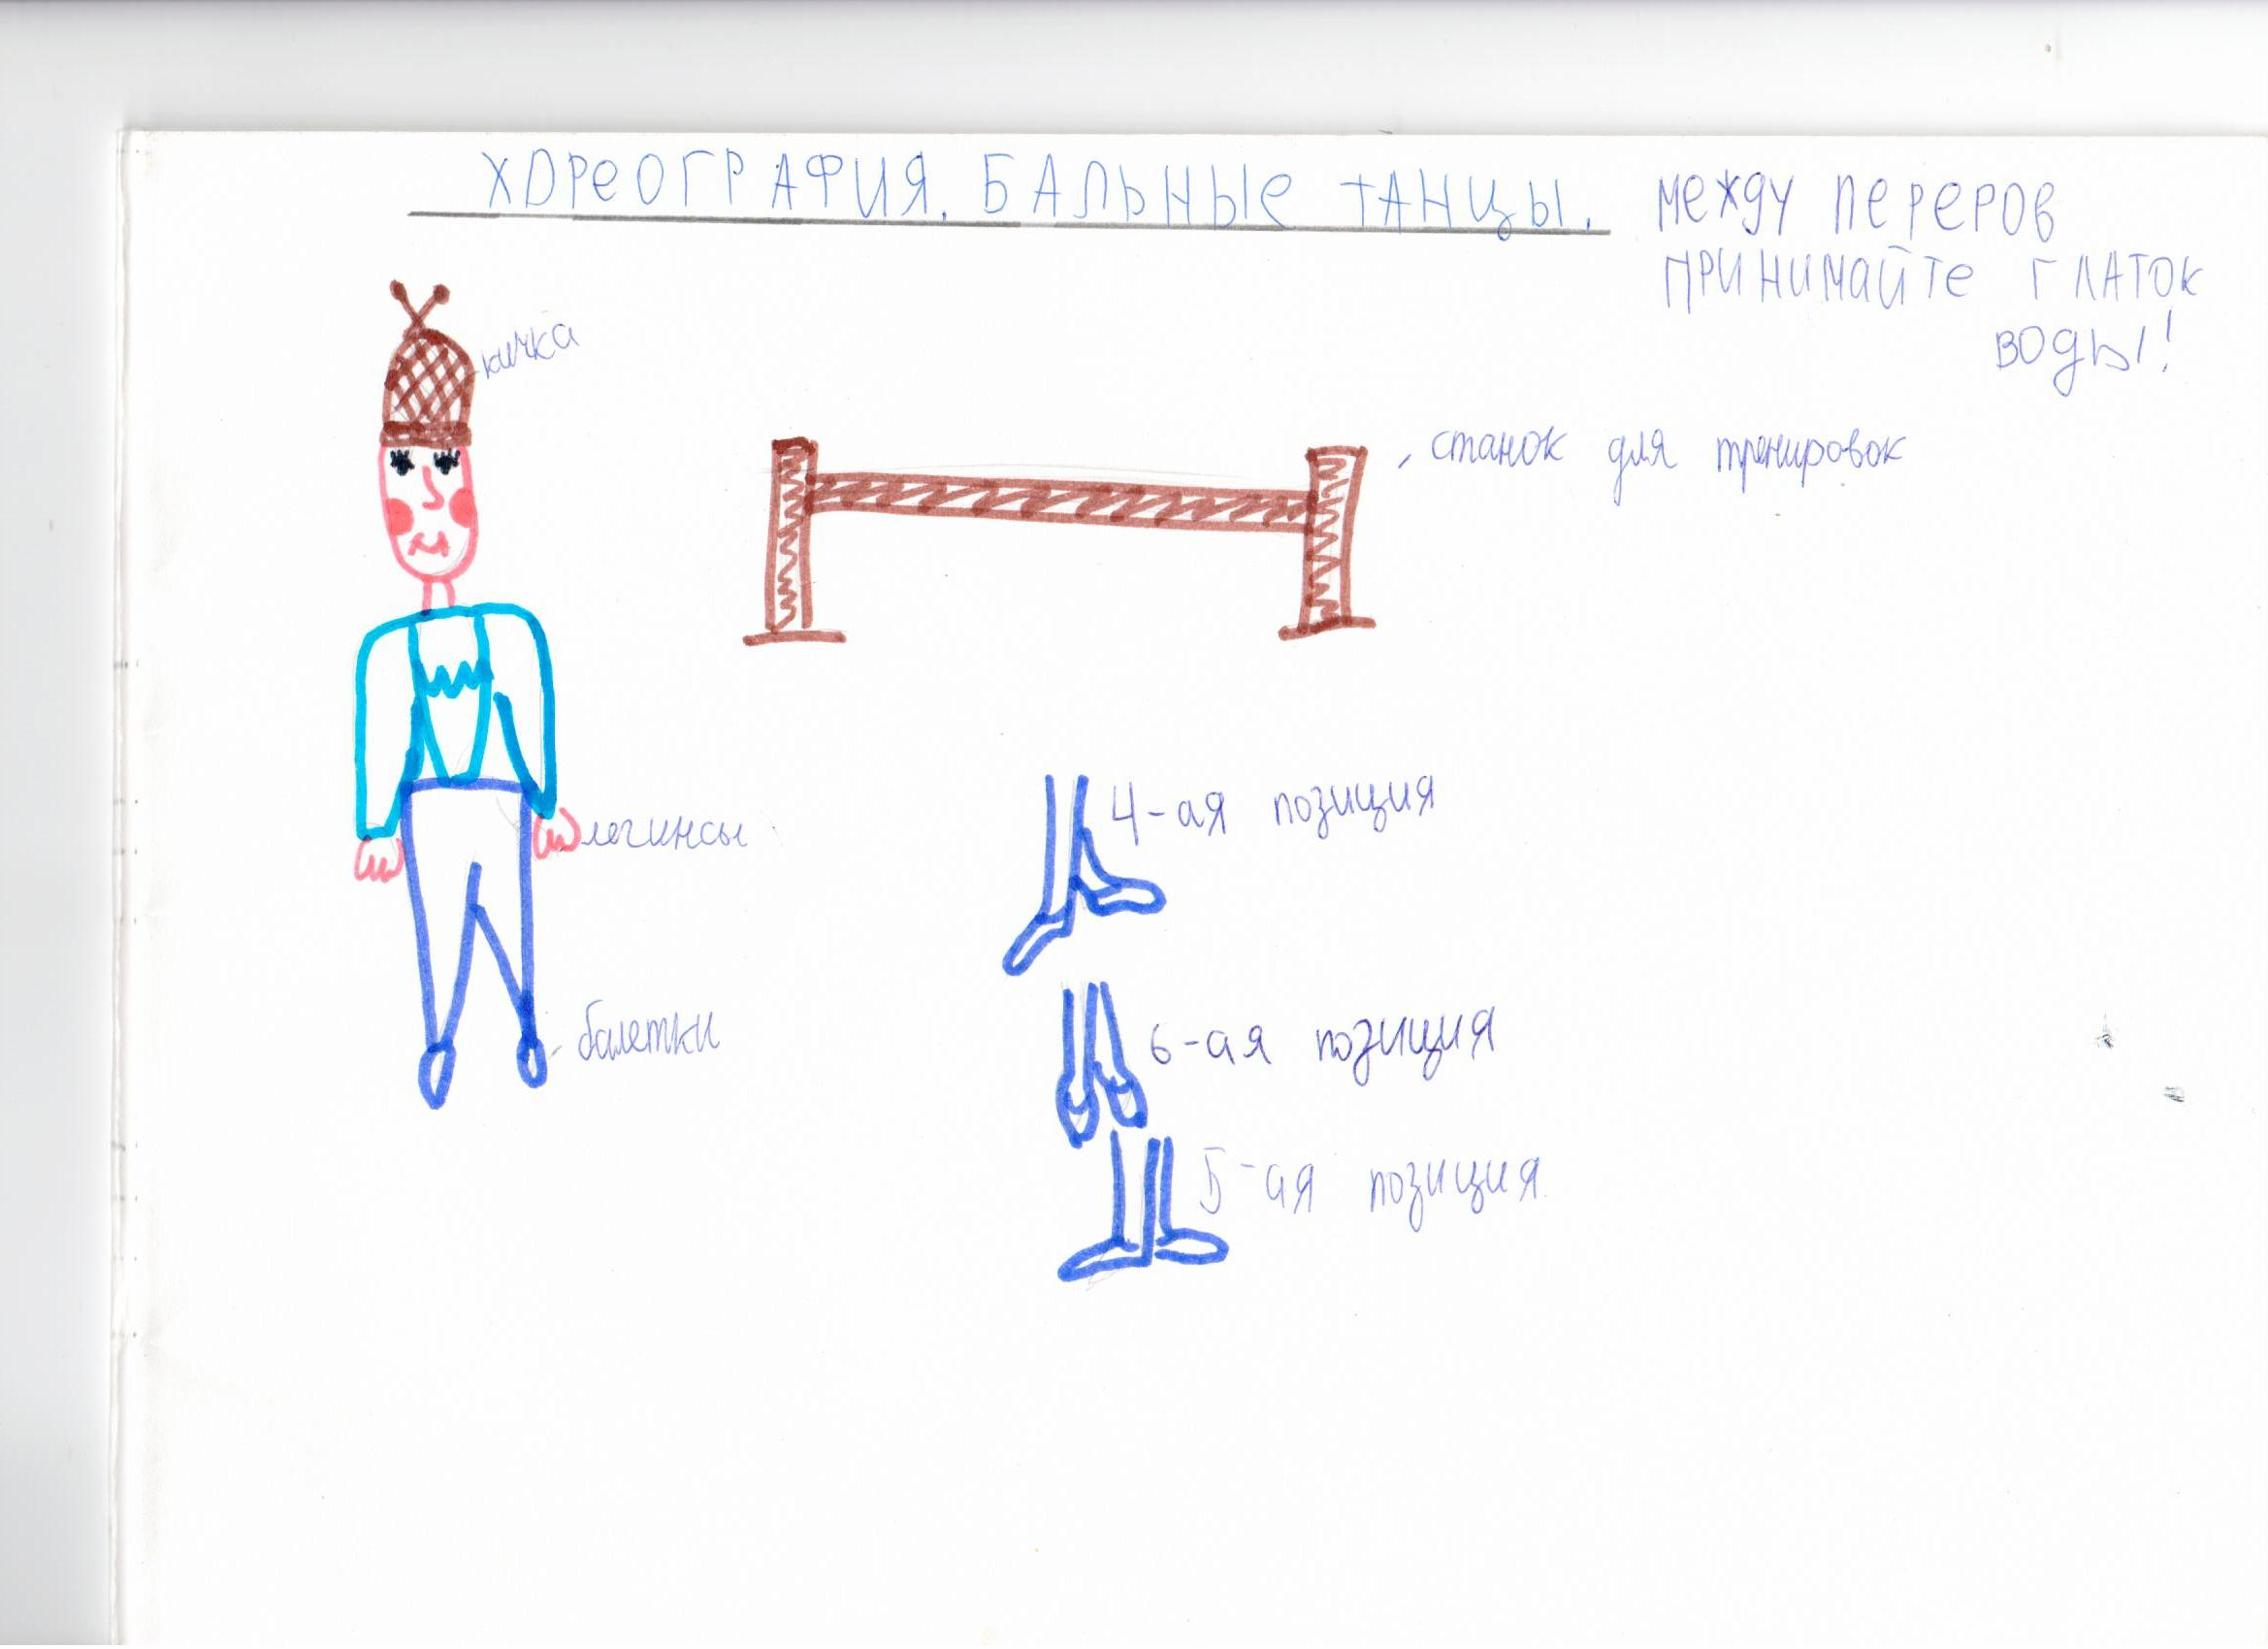 ХОРЕОГРАФИЯ. БАЛЬНЫЕ ТАНЦЫ.
между переров
принимайте глаток
воды!
кичка
станок для тренировок
4-ая позиция
легинсы
6-ая позиция
балетки
5-ая позиция